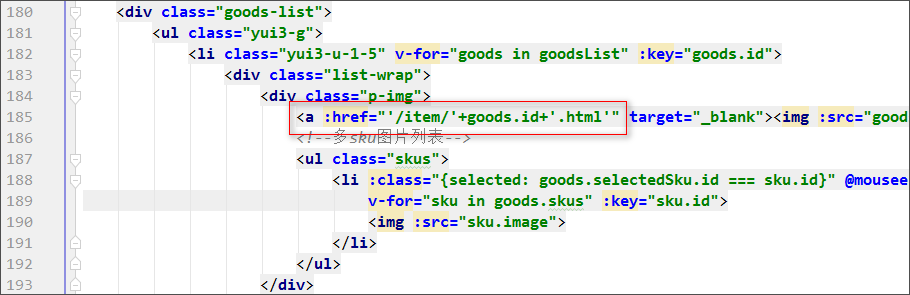 180 <div class="goods-list">
181 <ul class="yui3-g">
182 <li class="yui3-u-1-5" v-for="goods in goodsList" :key="goods.id">
183 <div class="list-wrap">
184 <div class="p-img">
185 <a :href="'/item/'+goods.id+'.html'" target="_blank"><img :src="good
186 <!--多sku图片列表-->
187 <ul class="skus">
188 <li :class="{selected: goods.selectedSku.id === sku.id}" @mousee
189 v-for="sku in goods.skus" :key="sku.id">
190 <img :src="sku.image">
191 </li>
192 </ul>
193 </div>